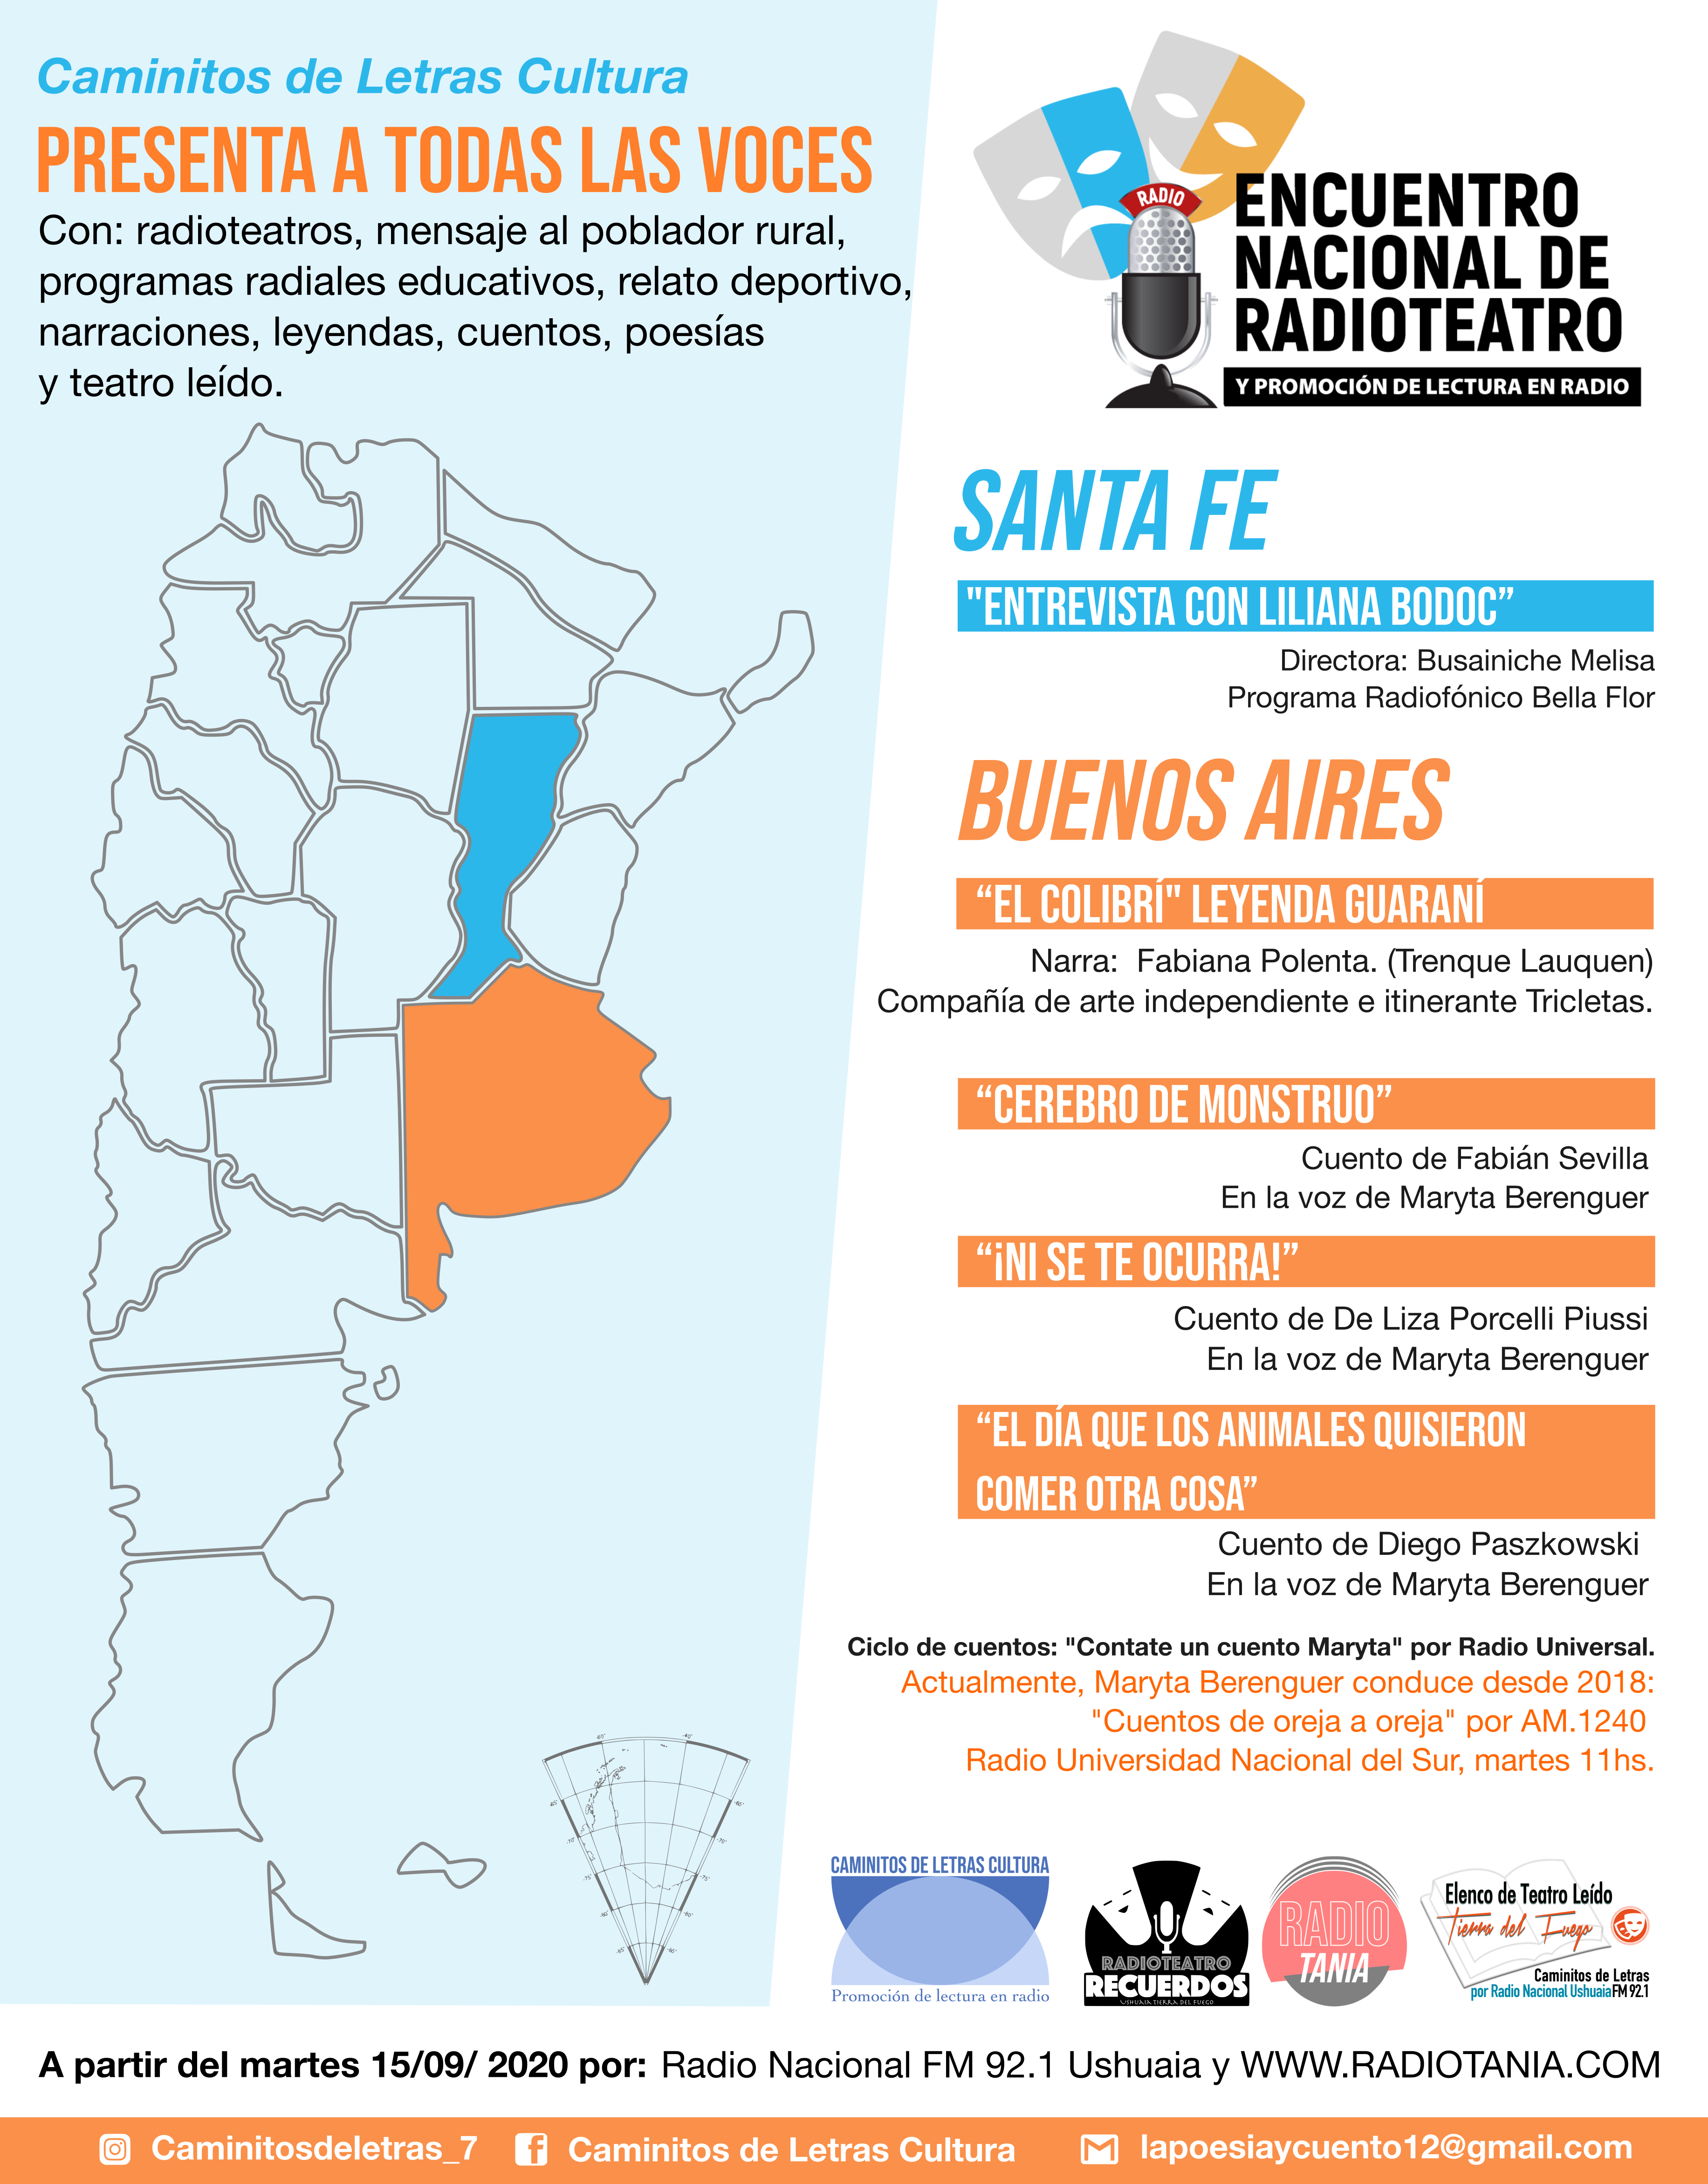 Caminitos de Letras Cultura
PRESENTA A TODAS LAS VOCES
Con: radioteatros, mensaje al poblador rural,
programas radiales educativos, relato deportivo,
narraciones, leyendas, cuentos, poesías
y teatro leído.
RADIO
ENCUENTRO
NACIONAL DE
RADIOTEATRO
Y PROMOCIÓN DE LECTURA EN RADIO
SANTA FE
"ENTREVISTA CON LILIANA BODOC”
Directora: Busainiche Melisa
Programa Radiofónico Bella Flor
BUENOS AIRES
“EL COLIBRÍ" LEYENDA GUARANÍ
Narra: Fabiana Polenta. (Trenque Lauquen)
Compañía de arte independiente e itinerante Tricletas.
“CEREBRO DE MONSTRUO”
Cuento de Fabián Sevilla
En la voz de Maryta Berenguer
“¡NI SE TE OCURRA!”
Cuento de De Liza Porcelli Piussi
En la voz de Maryta Berenguer
“EL DÍA QUE LOS ANIMALES QUISIERON
COMER OTRA COSA”
Cuento de Diego Paszkowski
En la voz de Maryta Berenguer
Ciclo de cuentos: "Contate un cuento Maryta" por Radio Universal.
Actualmente, Maryta Berenguer conduce desde 2018:
"Cuentos de oreja a oreja" por AM.1240
Radio Universidad Nacional del Sur, martes 11hs.
CAMINITOS DE LETRAS CULTURA
Promoción de lectura en radio
RADIOTEATRO
RECUERDOS
USHUAIA TIERRA DEL FUEGO
RADIO
TANIA
Elenco de Teatro Leído
Tierra del Fuego
Caminitos de Letras
por Radio Nacional Ushuaia FM 92.1
A partir del martes 15/09/ 2020 por: Radio Nacional FM 92.1 Ushuaia y WWW.RADIOTANIA.COM
Caminitosdeletras_7
Caminitos de Letras Cultura
lapoesiaycuento12@gmail.com